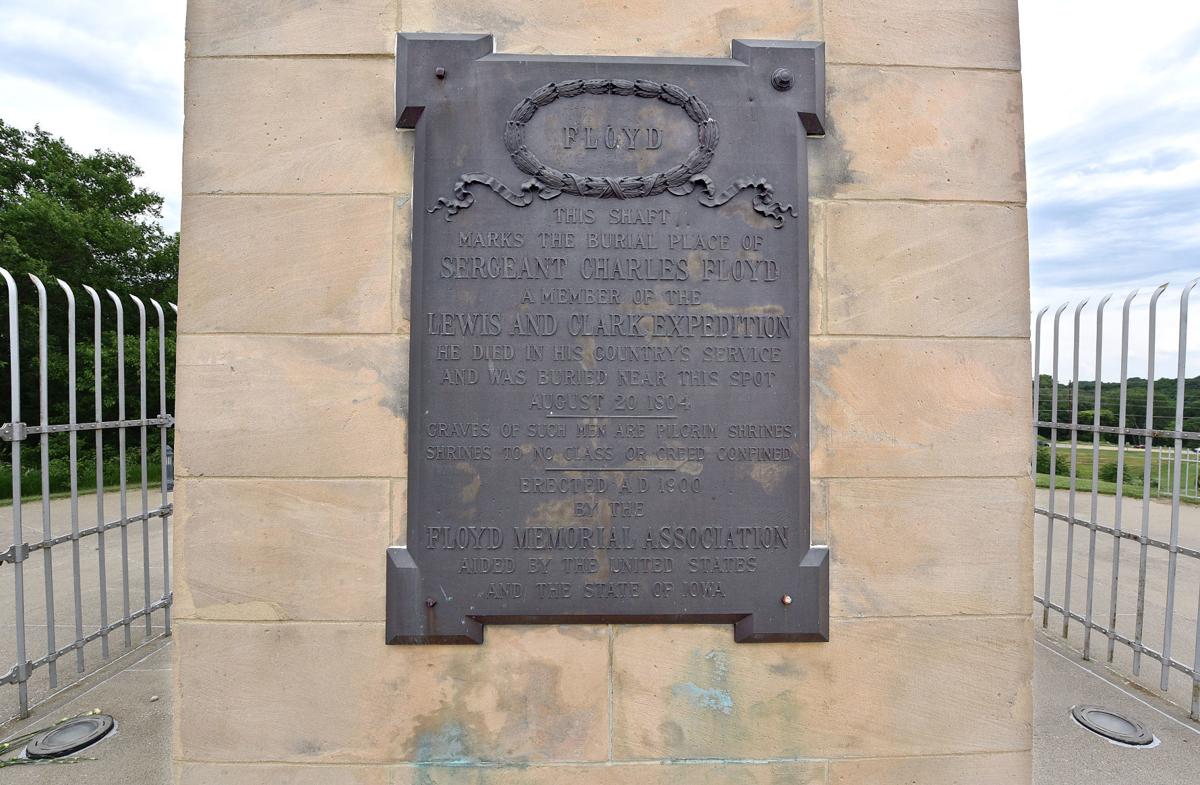 FLOYD
THIS SHAFT
MARKS THE BURIAL PLACE OF
SERGEANT CHARLES FLOYD
A MEMBER OF THE
LEWIS AND CLARK EXPEDITION
HE DIED IN HIS COUNTRY'S SERVICE
AND WAS BURIED NEAR THIS SPOT
AUGUST 20 1804
GRAVES OF SUCH MEN ARE PILGRIM SHRINES
SHRINES TO NO CLASS OR CREED CONFINED
ERECTED A D 1900
BY THE
FLOYD MEMORIAL ASSOCIATION
AIDED BY THE UNITED STATES
AND THE STATE OF IOWA